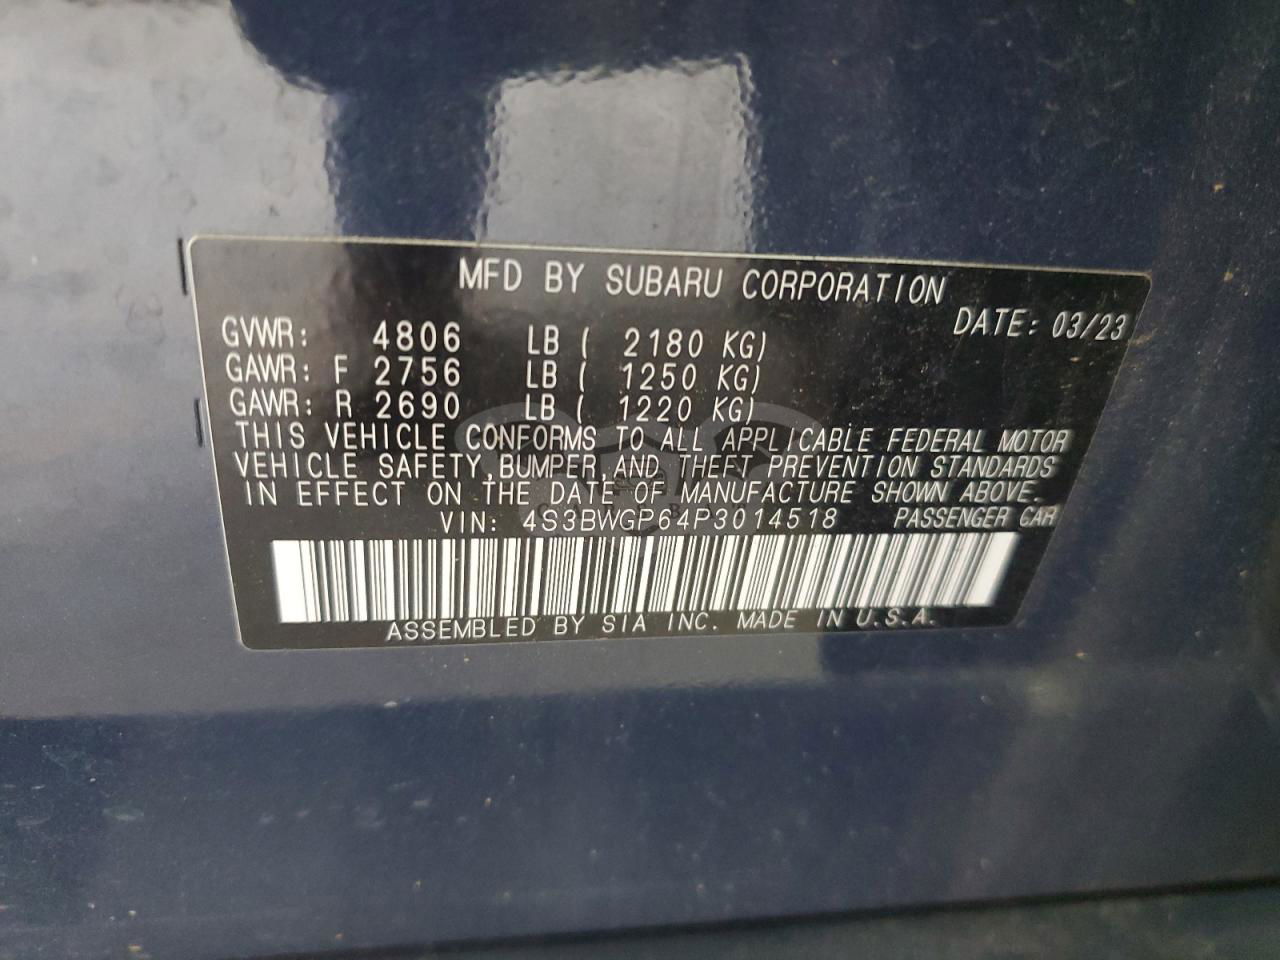 MFD BY SUBARU CORPORATION
DATE: 03/23
GVWR: 4806 LB ( 2180 KG)
GAWR: F 2756 LB ( 1250 KG)
GAWR: R 2690 LB ( 1220 KG)
THIS VEHICLE CONFORMS TO ALL APPLICABLE FEDERAL MOTOR
VEHICLE SAFETY,BUMPER,AND THEFT PREVENTION STANDARDS
IN EFFECT ON THE DATE OF MANUFACTURE SHOWN ABOVE.
VIN: 4S3BWGP64P3014518 PASSENGER CAR
ASSEMBLED BY SIA INC. MADE IN U.S.A.